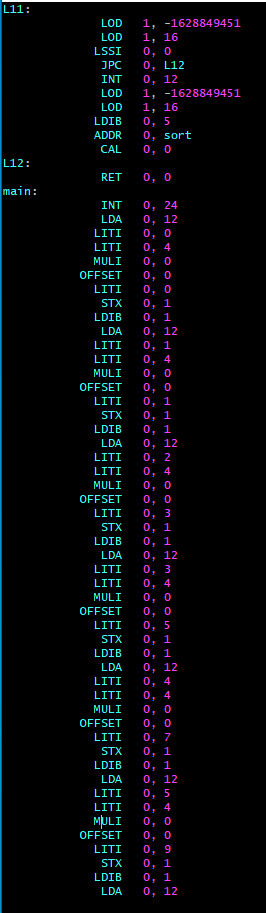 L11:
LOD 1, -1628849451
LOD 1, 16
LSSI 0, 0
JPC 0, L12
INT 0, 12
LOD 1, -1628849451
LOD 1, 16
LDIB 0, 5
ADDR 0, sort
CAL 0, 0
L12:
RET 0, 0
main:
INT 0, 24
LDA 0, 12
LITI 0, 0
LITI 0, 4
MULI 0, 0
OFFSET 0, 0
LITI 0, 0
STX 0, 1
LDIB 0, 1
LDA 0, 12
LITI 0, 1
LITI 0, 4
MULI 0, 0
OFFSET 0, 0
LITI 0, 1
STX 0, 1
LDIB 0, 1
LDA 0, 12
LITI 0, 2
LITI 0, 4
MULI 0, 0
OFFSET 0, 0
LITI 0, 3
STX 0, 1
LDIB 0, 1
LDA 0, 12
LITI 0, 3
LITI 0, 4
MULI 0, 0
OFFSET 0, 0
LITI 0, 5
STX 0, 1
LDIB 0, 1
LDA 0, 12
LITI 0, 4
LITI 0, 4
MULI 0, 0
OFFSET 0, 0
LITI 0, 7
STX 0, 1
LDIB 0, 1
LDA 0, 12
LITI 0, 5
LITI 0, 4
MULI 0, 0
OFFSET 0, 0
LITI 0, 9
STX 0, 1
LDIB 0, 1
LDA 0, 12